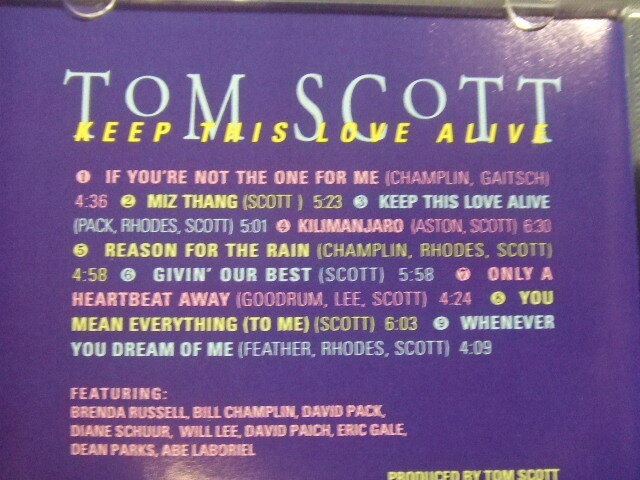 TOM SCOTT
KEEP THIS LOVE ALIVE
❶ IF YOU'RE NOT THE ONE FOR ME (CHAMPLIN, GAITSCH)
4:36 ❷ MIZ THANG (SCOTT ) 5:23 ❸ KEEP THIS LOVE ALIVE
(PACK, RHODES, SCOTT) 5:01 ❹ KILIMANJARO (ASTON, SCOTT) 6:30
❺ REASON FOR THE RAIN (CHAMPLIN, RHODES, SCOTT)
4:58 ❻ GIVIN' OUR BEST (SCOTT) 5:58 ❼ ONLY A
HEARTBEAT AWAY (GOODRUM, LEE, SCOTT) 4:24 ❽ YOU
MEAN EVERYTHING (TO ME) (SCOTT) 6:03 ❾ WHENEVER
YOU DREAM OF ME (FEATHER, RHODES, SCOTT) 4:09
FEATURING:
BRENDA RUSSELL, BILL CHAMPLIN, DAVID PACK,
DIANE SCHUUR, WILL LEE, DAVID PAICH, ERIC GALE,
DEAN PARKS, ABE LABORIEL
PRODUCED BY TOM SCOTT